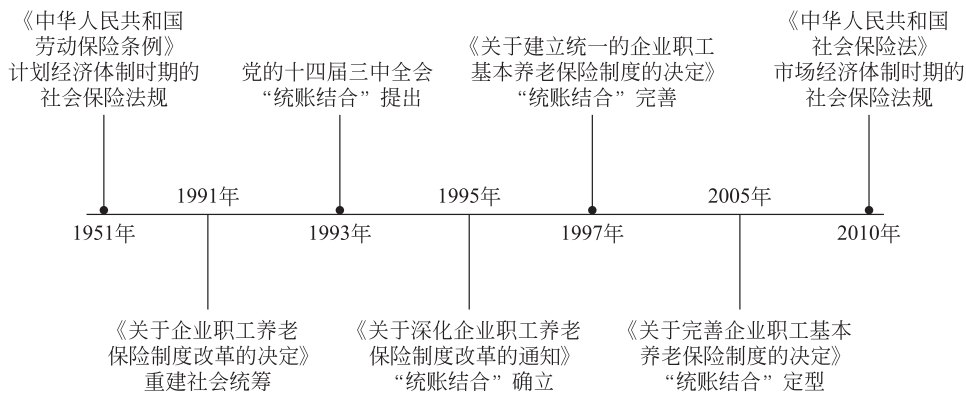 《中华人民共和国
劳动保险条例》
计划经济体制时期的
社会保险法规
党的十四届三中全会
“统账结合”提出
《关于建立统一的企业职工
基本养老保险制度的决定》
“统账结合”完善
《中华人民共和国
社会保险法》
市场经济体制时期的
社会保险法规
1991年
1995年
2005年
1951年
1993年
1997年
2010年
《关于企业职工养老
保险制度改革的决定》
重建社会统筹
《关于深化企业职工养老
保险制度改革的通知》
“统账结合”确立
《关于完善企业职工基本
养老保险制度的决定》
“统账结合”定型